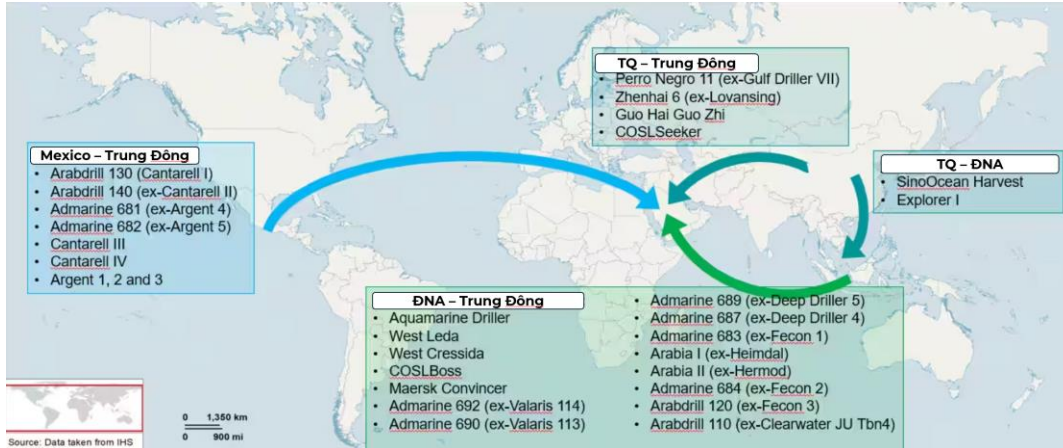 TQ – Trung Đông
• Perro Negro 11 (ex-Gulf Driller VII)
• Zhenhai 6 (ex-Lovansing)
• Guo Hai Guo Zhi
• COSLSeeker
Mexico – Trung Đông
• Arabdrill 130 (Cantarell I)
• Arabdrill 140 (ex-Cantarell II)
• Admarine 681 (ex-Argent 4)
• Admarine 682 (ex-Argent 5)
• Cantarell III
• Cantarell IV
• Argent 1, 2 and 3
TQ – ĐNA
• SinoOcean Harvest
• Explorer I
ĐNA – Trung Đông
• Aquamarine Driller
• West Leda
• West Cressida
• COSLBoss
• Maersk Convincer
• Admarine 692 (ex-Valaris 114)
• Admarine 690 (ex-Valaris 113)
• Admarine 689 (ex-Deep Driller 5)
• Admarine 687 (ex-Deep Driller 4)
• Admarine 683 (ex-Fecon 1)
• Arabia I (ex-Heimdal)
• Arabia II (ex-Hermod)
• Admarine 684 (ex-Fecon 2)
• Arabdrill 120 (ex-Fecon 3)
• Arabdrill 110 (ex-Clearwater JU Tbn4)
0 1,350 km
0 900 mi
Source: Data taken from IHS